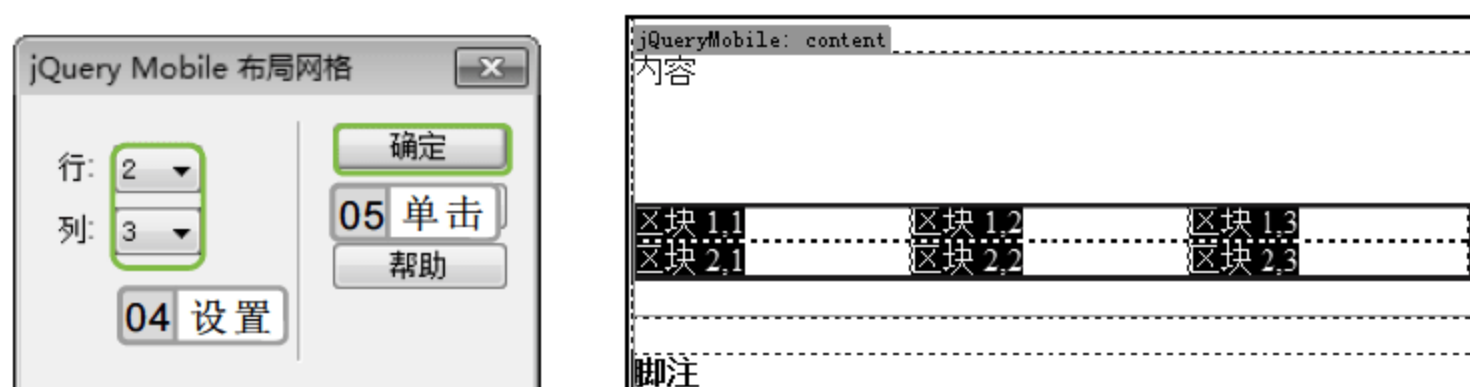 jQuery Mobile 布局网格
行: 2
列: 3
04 设置
确定
05 单击
帮助
jQueryMobile: content
内容
区块 1,1 区块 1,2 区块 1,3
区块 2,1 区块 2,2 区块 2,3
脚注